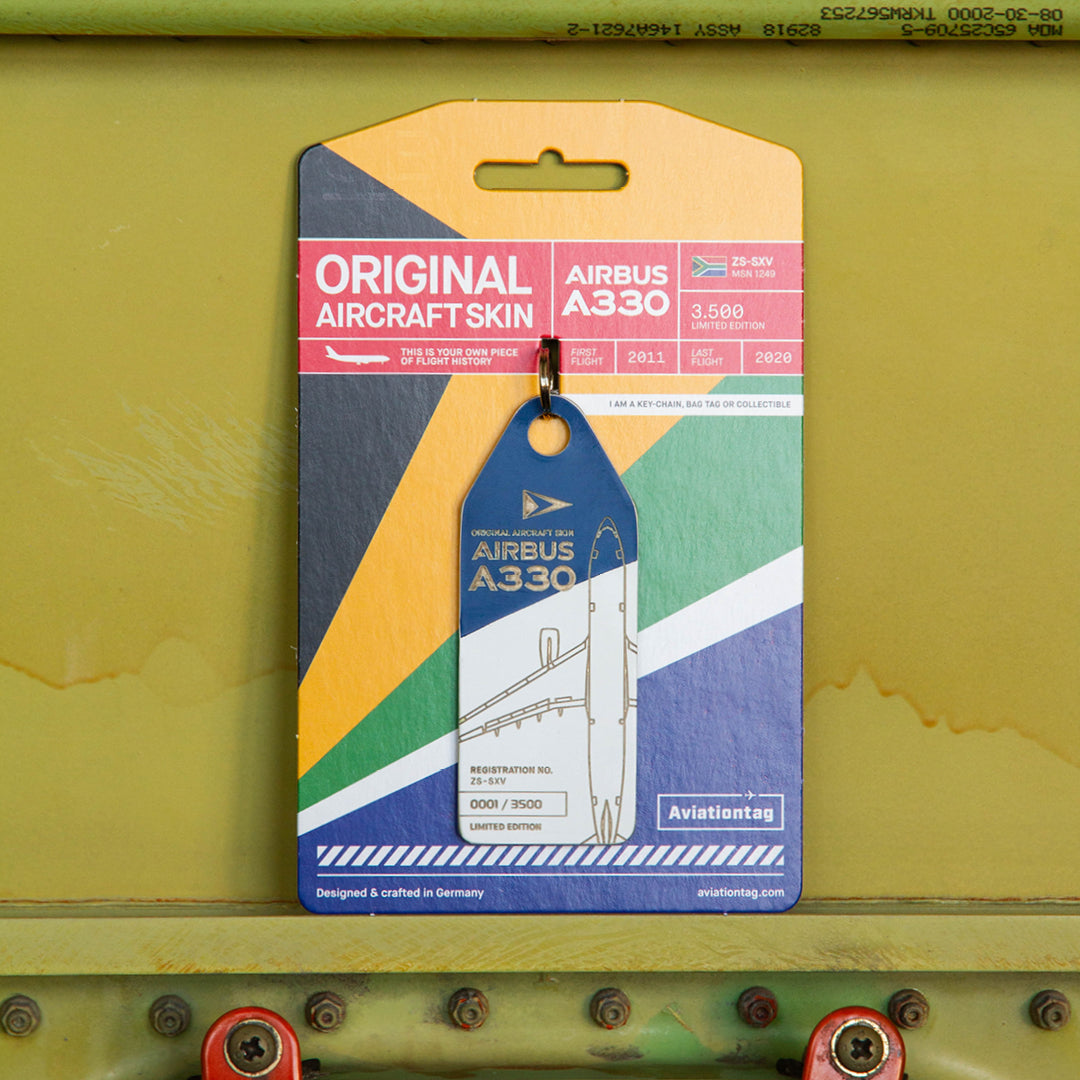 MDA 65C25709-5 82918 ASSY 146A7621-2
08-30-2000 TKRW567253
ORIGINAL
AIRCRAFT SKIN
AIRBUS
A330
ZS-SXV
MSN 1249
3.500
LIMITED EDITION
THIS IS YOUR OWN PIECE
OF FLIGHT HISTORY
FIRST
FLIGHT
2011
LAST
FLIGHT
2020
I AM A KEY-CHAIN, BAG TAG OR COLLECTIBLE
ORIGINAL AIRCRAFT SKIN
AIRBUS
A330
REGISTRATION NO.
ZS-SXV
0001 / 3500
LIMITED EDITION
Aviationtag
Designed & crafted in Germany
aviationtag.com